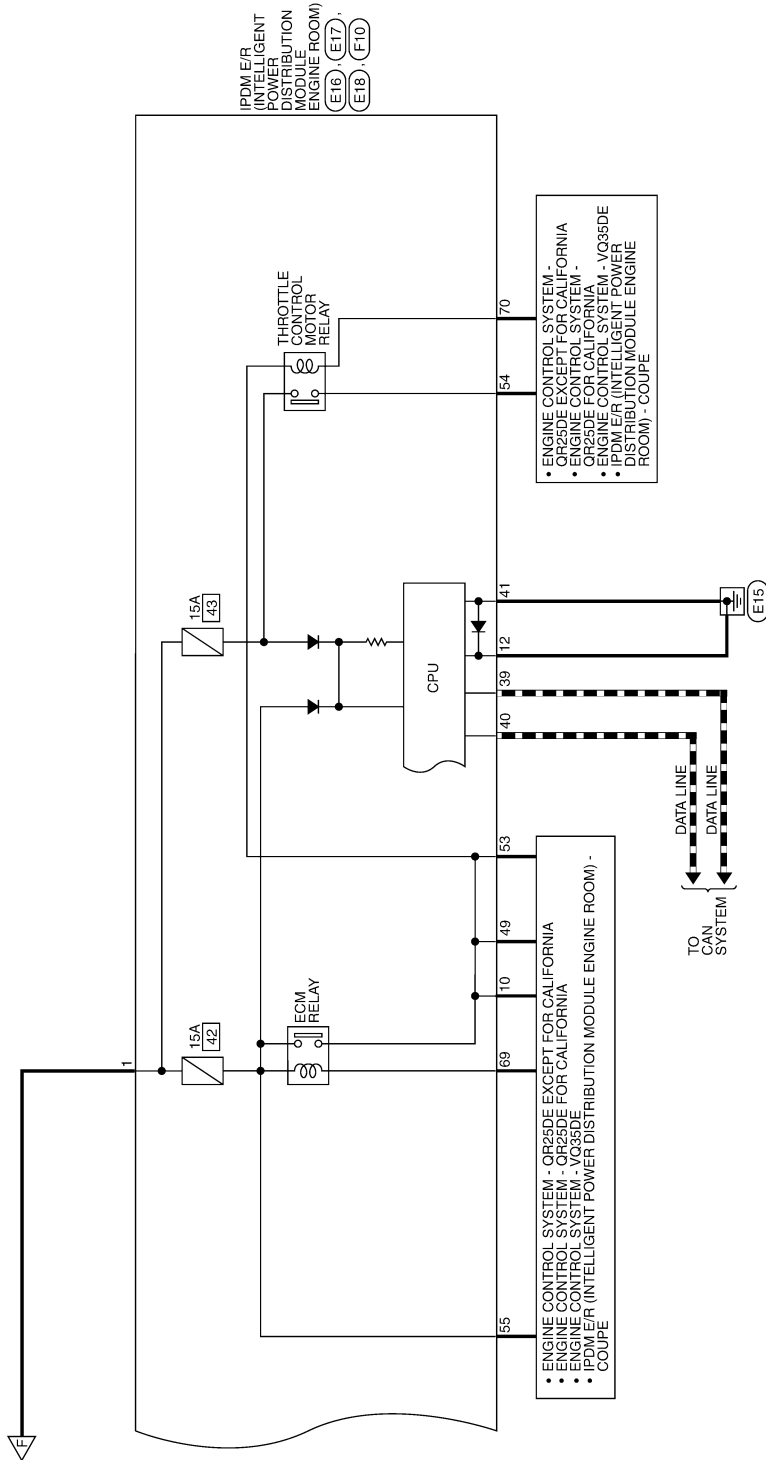 F
1
15A
42
15A
43
IPDM E/R
(INTELLIGENT
POWER
DISTRIBUTION
MODULE
ENGINE ROOM)
E16 , E17 ,
E18 , F10
ECM
RELAY
THROTTLE
CONTROL
MOTOR
RELAY
CPU
55
69
10
49
53
40
39
12
41
54
70
• ENGINE CONTROL SYSTEM - QR25DE EXCEPT FOR CALIFORNIA
• ENGINE CONTROL SYSTEM - QR25DE FOR CALIFORNIA
• ENGINE CONTROL SYSTEM - VQ35DE
• IPDM E/R (INTELLIGENT POWER DISTRIBUTION MODULE ENGINE ROOM) -
COUPE
TO
CAN
SYSTEM
DATA LINE
DATA LINE
E15
• ENGINE CONTROL SYSTEM -
QR25DE EXCEPT FOR CALIFORNIA
• ENGINE CONTROL SYSTEM -
QR25DE FOR CALIFORNIA
• ENGINE CONTROL SYSTEM - VQ35DE
• IPDM E/R (INTELLIGENT POWER
DISTRIBUTION MODULE ENGINE
ROOM) - COUPE